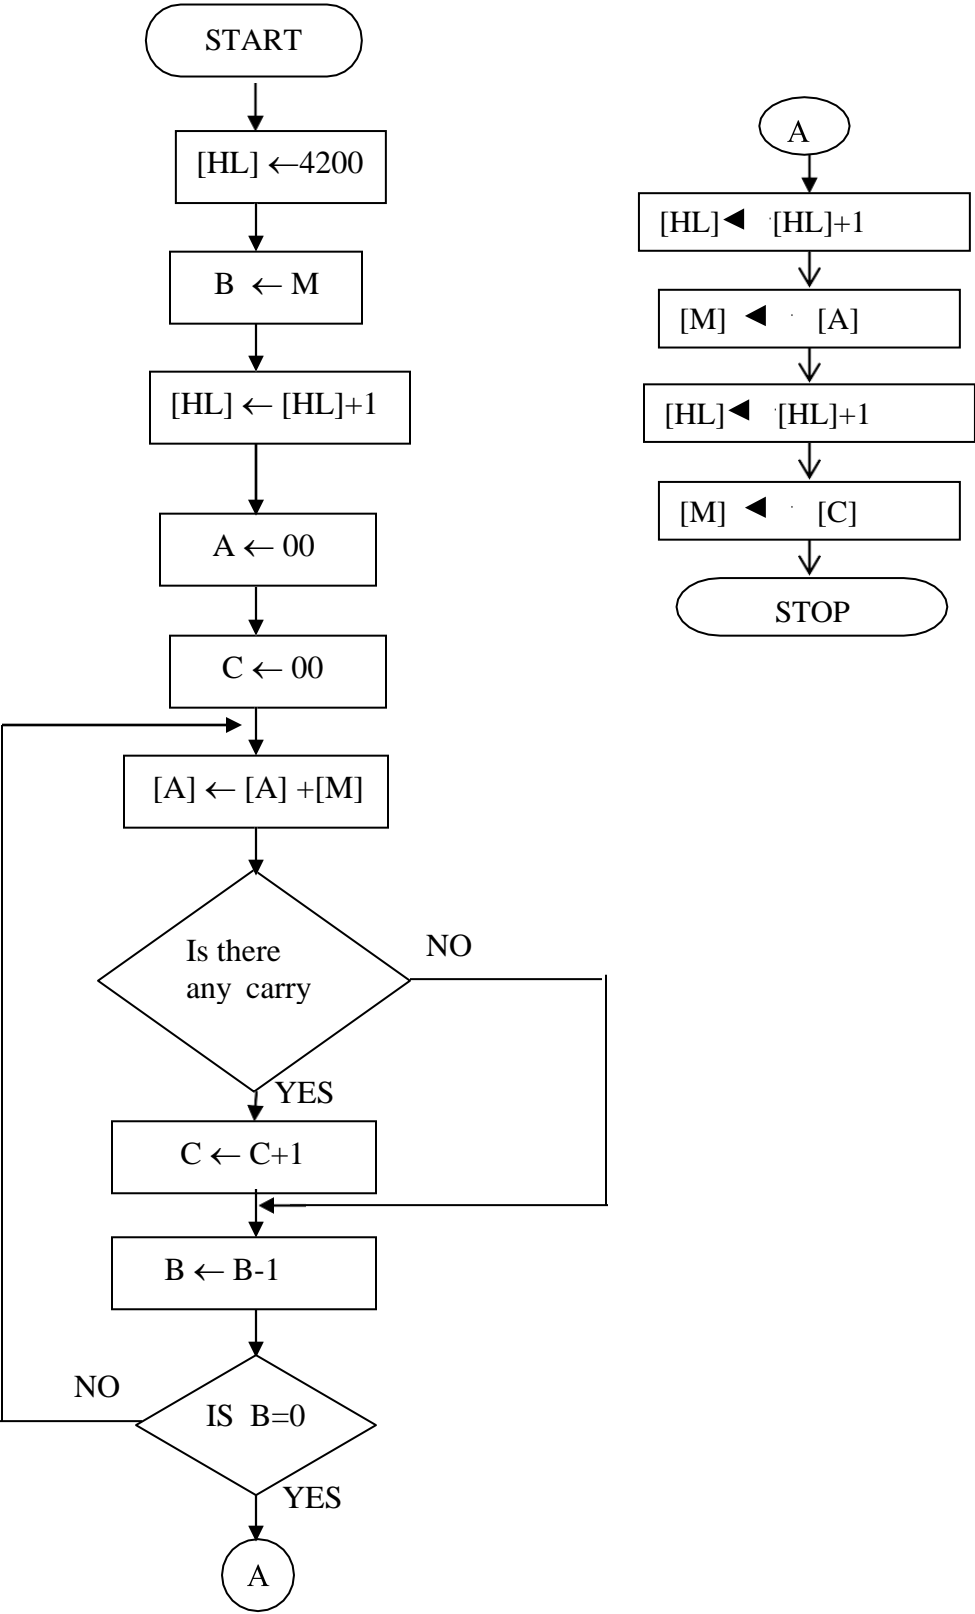 START
[HL] ←4200
B ← M
[HL] ← [HL]+1
A ← 00
C ← 00
[A] ← [A] +[M]
Is there
any carry
NO
YES
C ← C+1
B ← B-1
NO
IS B=0
YES
A
A
[HL]◄ [HL]+1
[M] ◄ [A]
[HL]◄ [HL]+1
[M] ◄ [C]
STOP